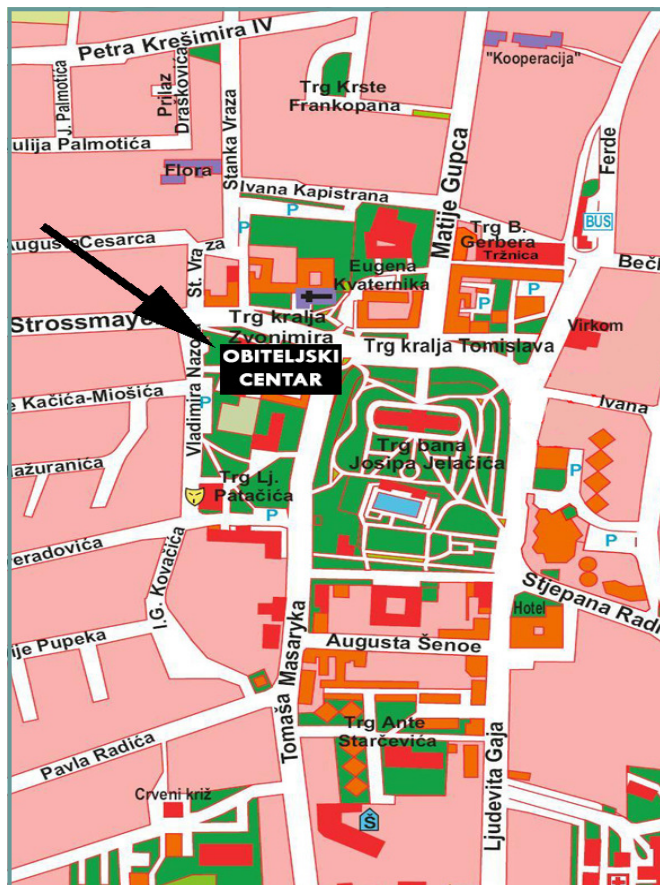 Petra Krešimira IV
"Kooperacija"
J. Palmotića
Prilaz
Draškovića
Trg Krste
Frankopana
Ferde
ulija Palmotića
Stanka Vraza
Flora
Ivana Kapistrana
Matije Gupca
P
P
Trg B.
Gerbera
BUS
Tržnica
Augusta Cesarca
St. Vraza
Eugena
Kvaternika
Beč
P
P
Strossmaye
Trg kralja
Zvonimira
Virkom
Trg kralja Tomislava
OBITELJSKI
CENTAR
Vladimira Nazora
e Kačića-Miošića
P
Ivana
Trg bana
Josipa Jelačića
Mažuranića
Trg Lj.
Patačića
P
P
P
eradovića
I.G. Kovačića
Stjepana Radi
Hotel
ije Pupeka
Augusta Šenoe
Tomaša Masaryka
Trg Ante
Starčevića
Pavla Radića
Ljudevita Gaja
Crveni križ
Š